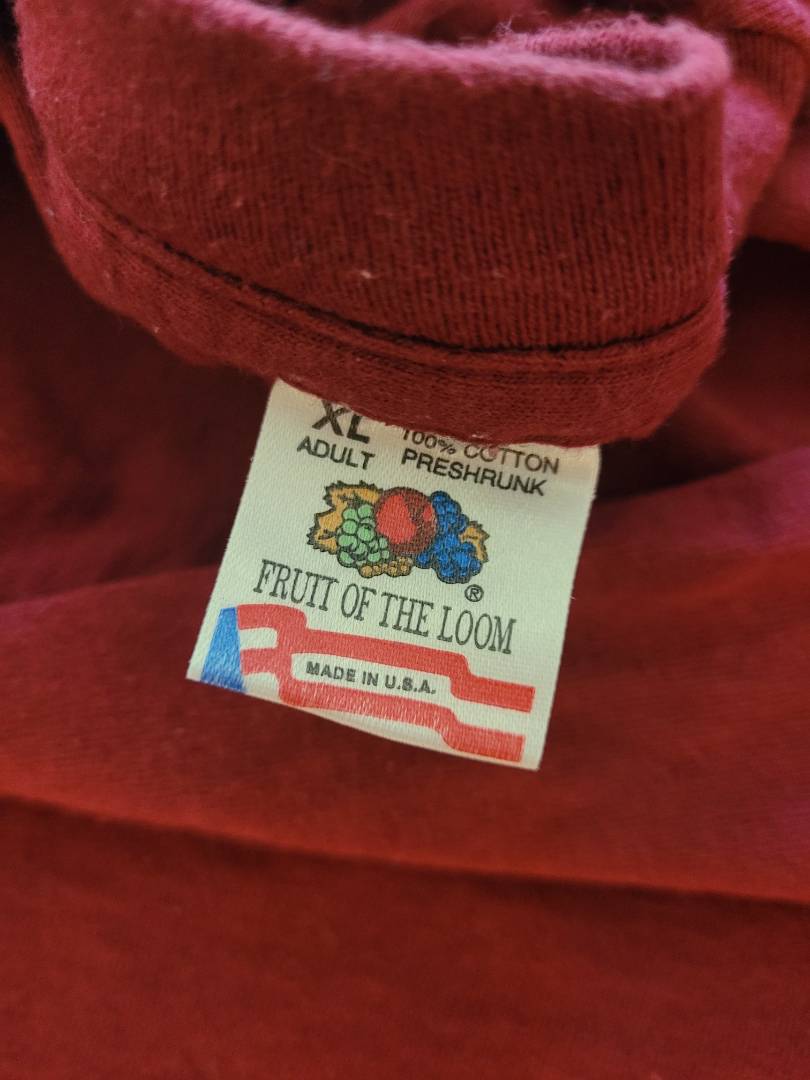 XL
ADULT
100% COTTON
PRESHRUNK
FRUIT OF THE LOOM
®
MADE IN U.S.A.